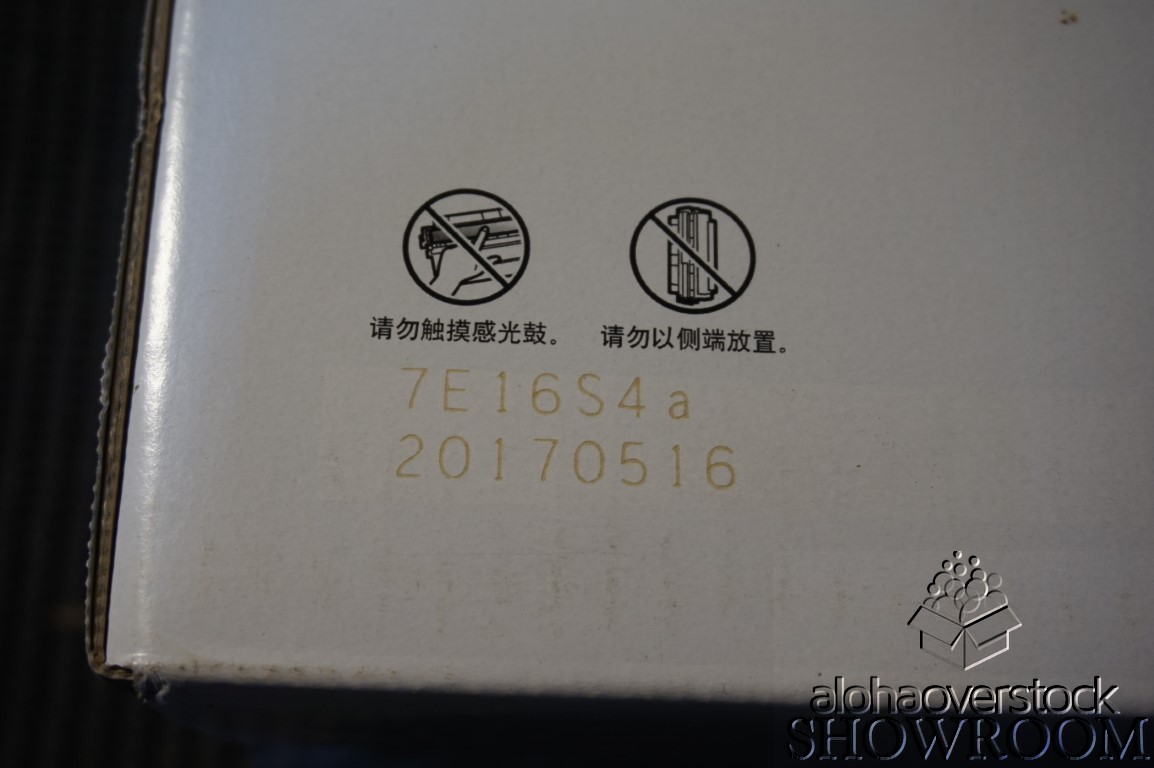 请勿触摸感光鼓。
请勿以侧端放置。
7E16S4a
20170516
alohaoverstock
SHOWROOM